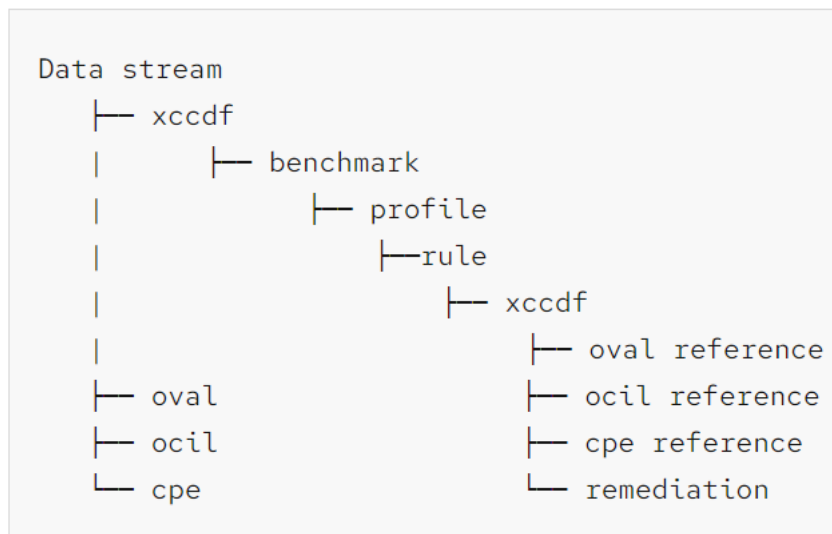 Data stream
├── xccdf
| ├── benchmark
| ├── profile
| ├──rule
| ├── xccdf
| ├── oval reference
├── oval ├── ocil reference
├── ocil ├── cpe reference
└── cpe └── remediation